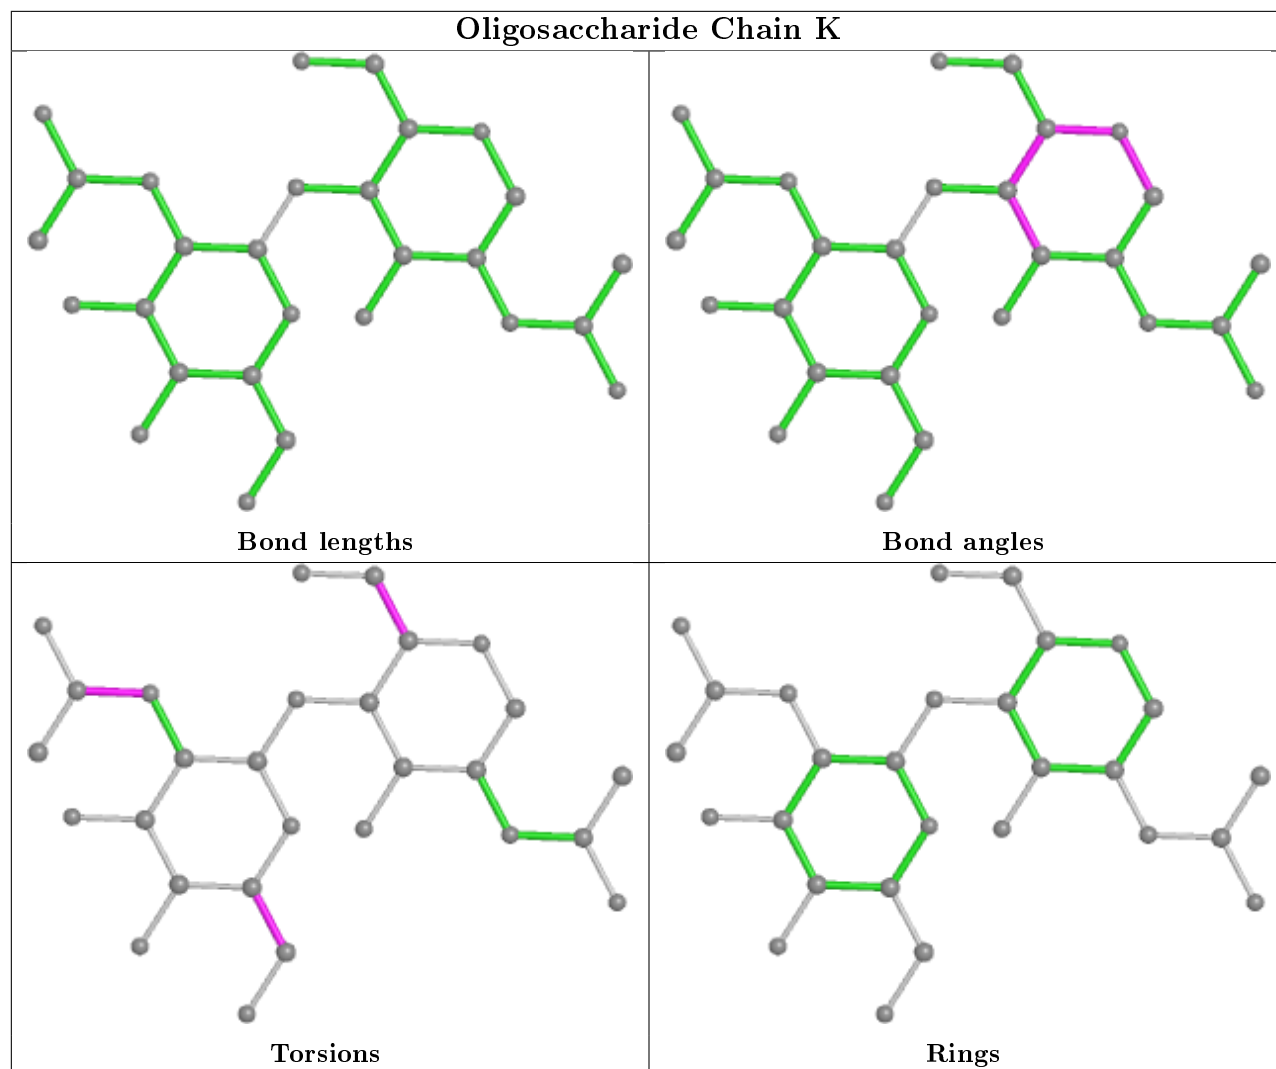 Oligosaccharide Chain K
Bond lengths
Bond angles
Torsions
Rings